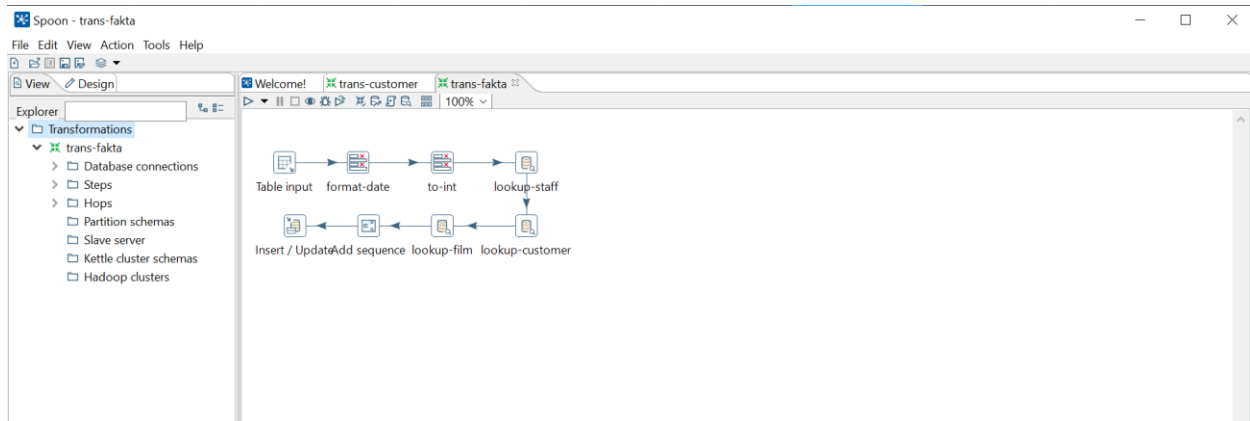 Spoon - trans-fakta
File Edit View Action Tools Help
View Design
Welcome! trans-customer trans-fakta
Explorer
100%
Transformations
trans-fakta
Database connections
Steps
Hops
Partition schemas
Slave server
Kettle cluster schemas
Hadoop clusters
Table input format-date to-int lookup-staff
Insert / Update Add sequence lookup-film lookup-customer